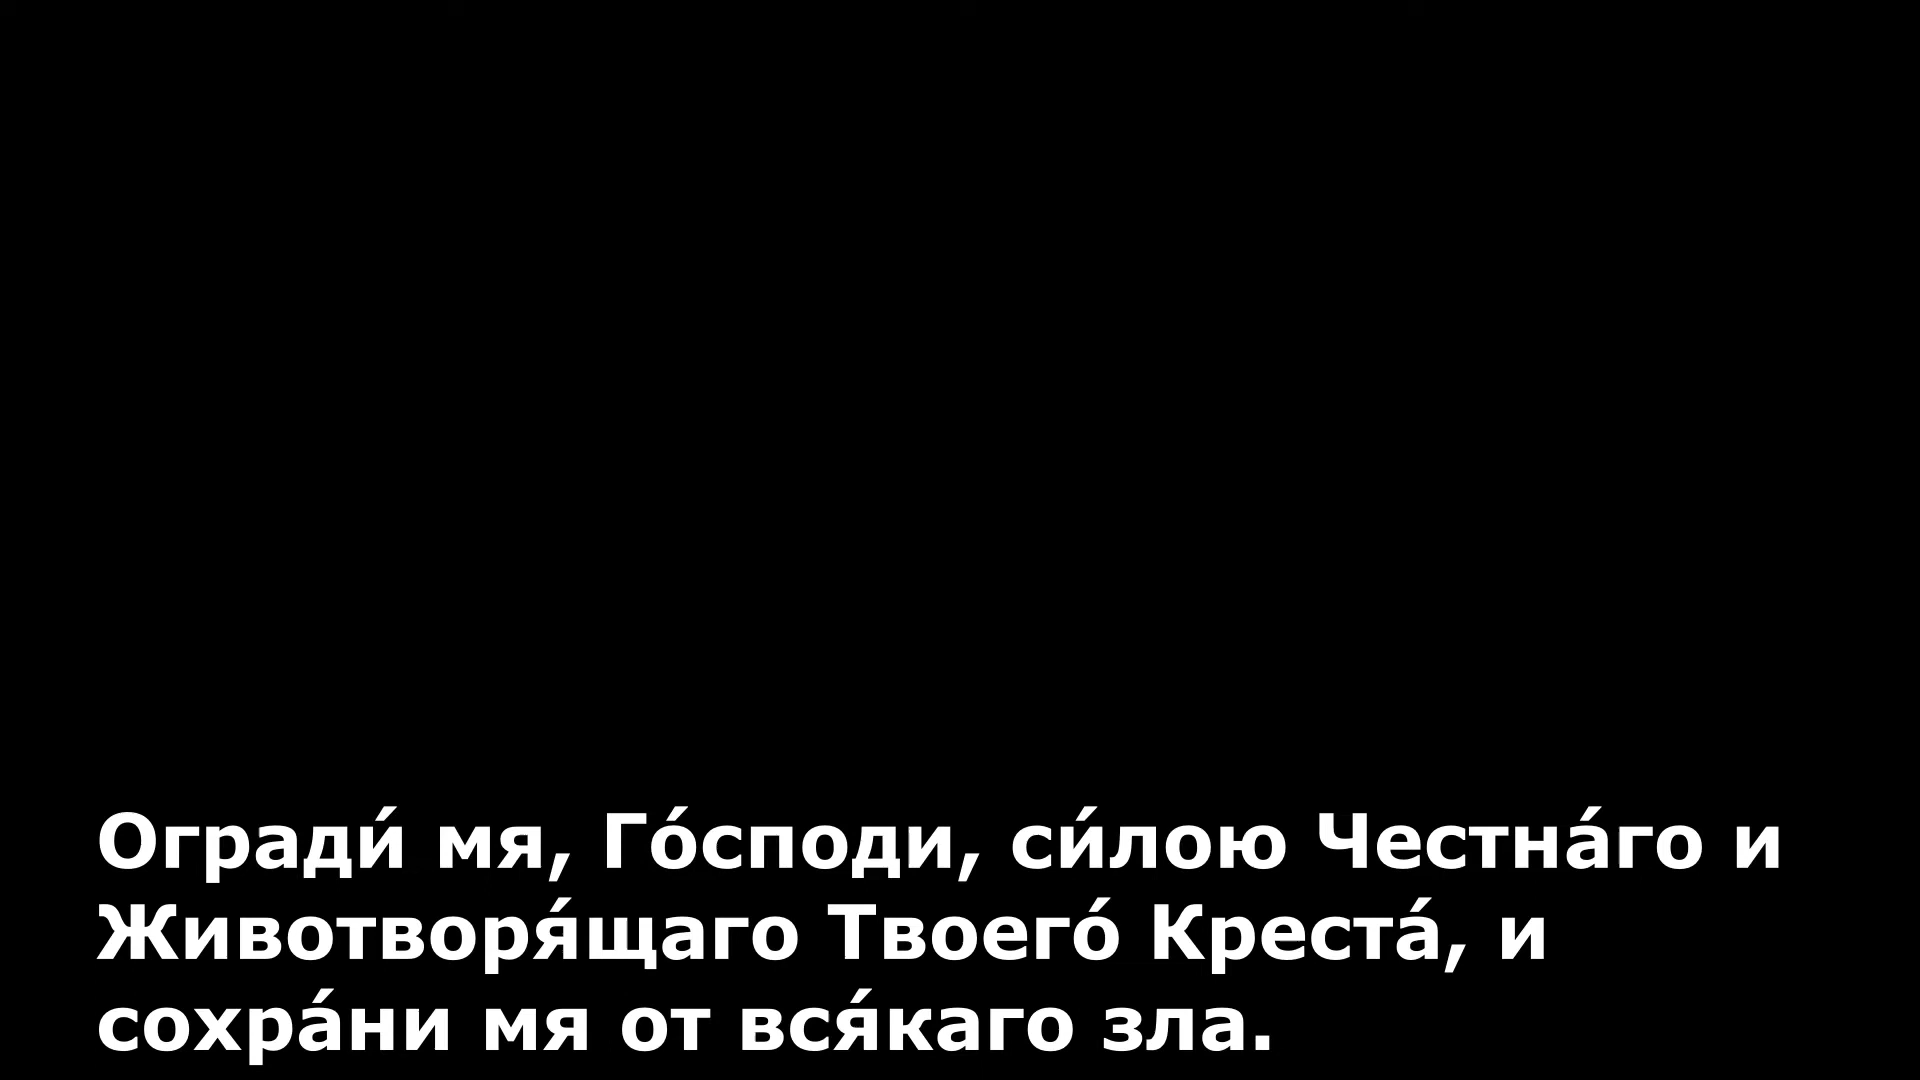 Огради́ мя, Го́споди, си́лою Честна́го и
Животворя́щаго Твоего́ Креста́, и
сохра́ни мя от вся́каго зла.